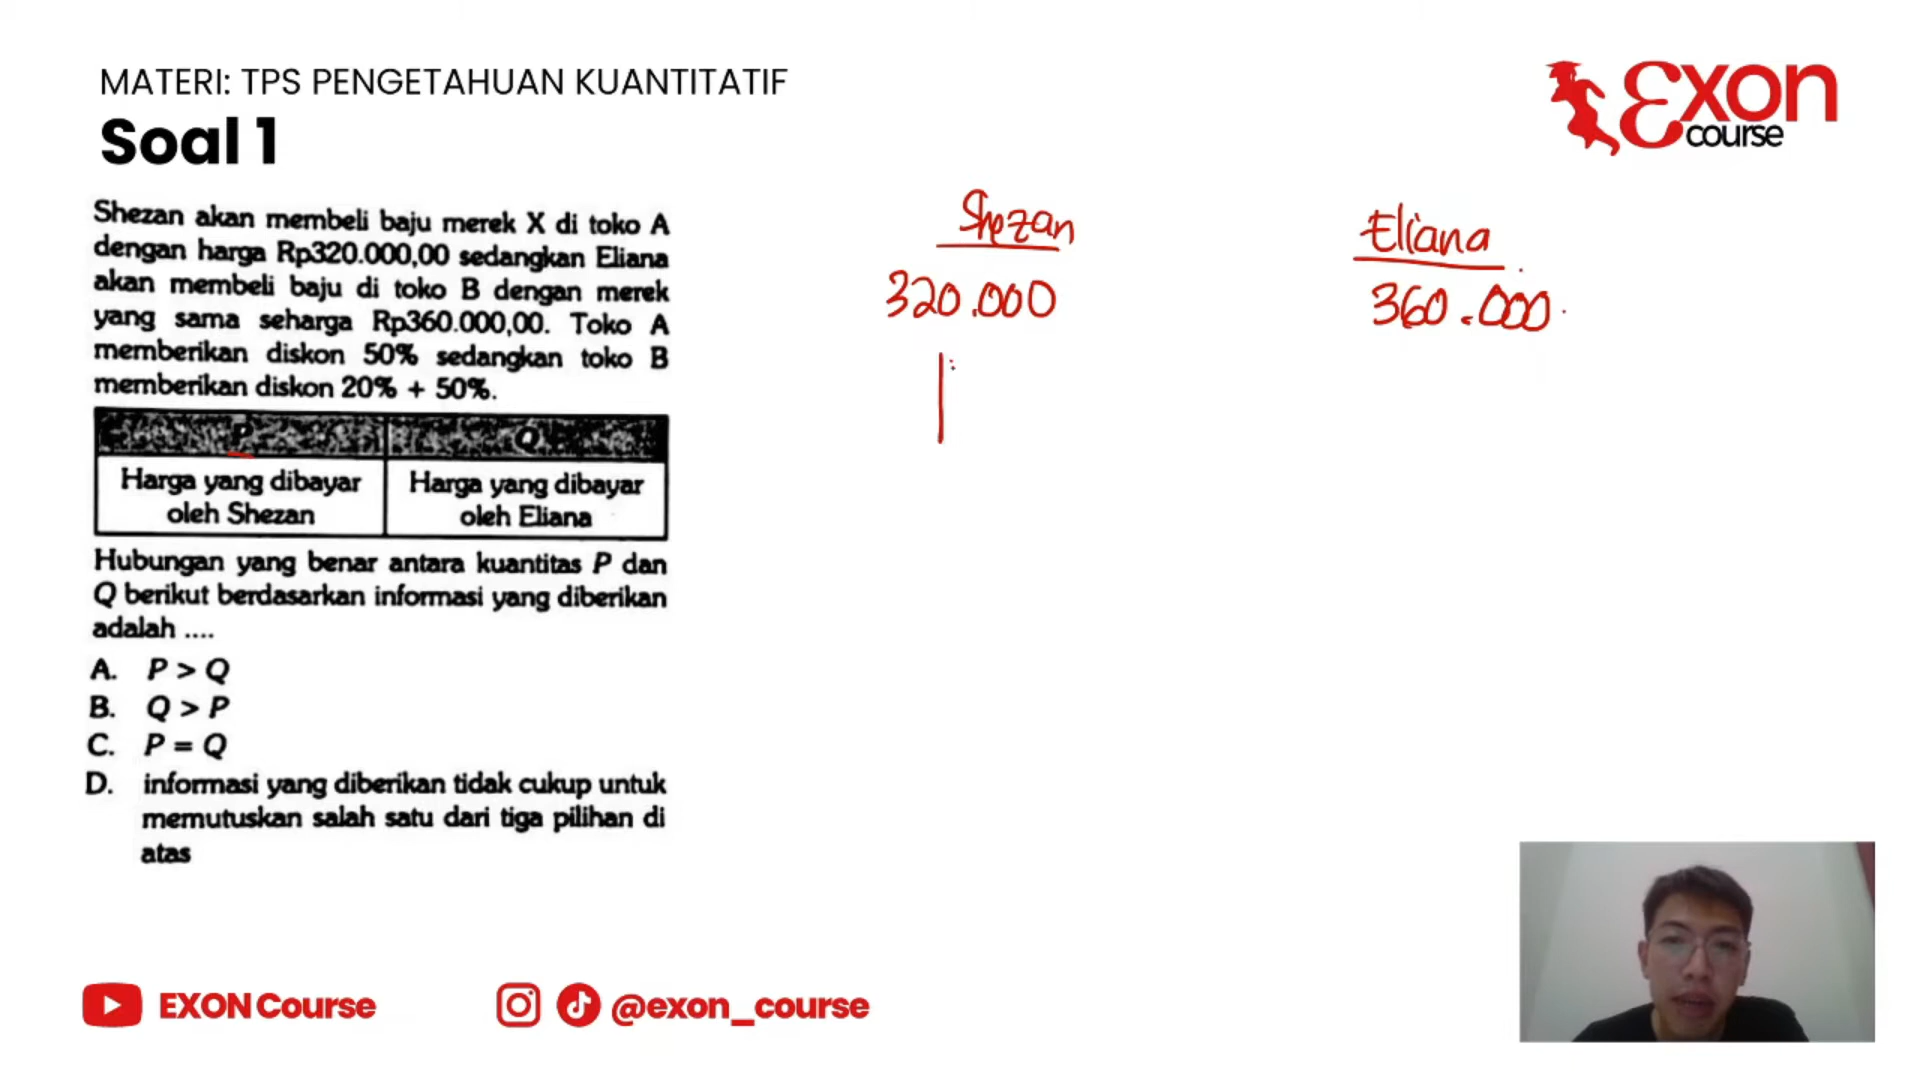 MATERI: TPS PENGETAHUAN KUANTITATIF
Soal 1
Exon
course
Shezan akan membeli baju merek X di toko A
dengan harga Rp320.000,00 sedangkan Eliana
akan membeli baju di toko B dengan merek
yang sama seharga Rp360.000,00. Toko A
memberikan diskon 50% sedangkan toko B
memberikan diskon 20% + 50%.
P
Q
Harga yang dibayar
oleh Shezan
Harga yang dibayar
oleh Eliana
Hubungan yang benar antara kuantitas P dan
Q berikut berdasarkan informasi yang diberikan
adalah ....
A. P > Q
B. Q > P
C. P = Q
D. informasi yang diberikan tidak cukup untuk
memutuskan salah satu dari tiga pilihan di
atas
Shezan
320.000
Eliana
360.000
EXON Course
@exon_course